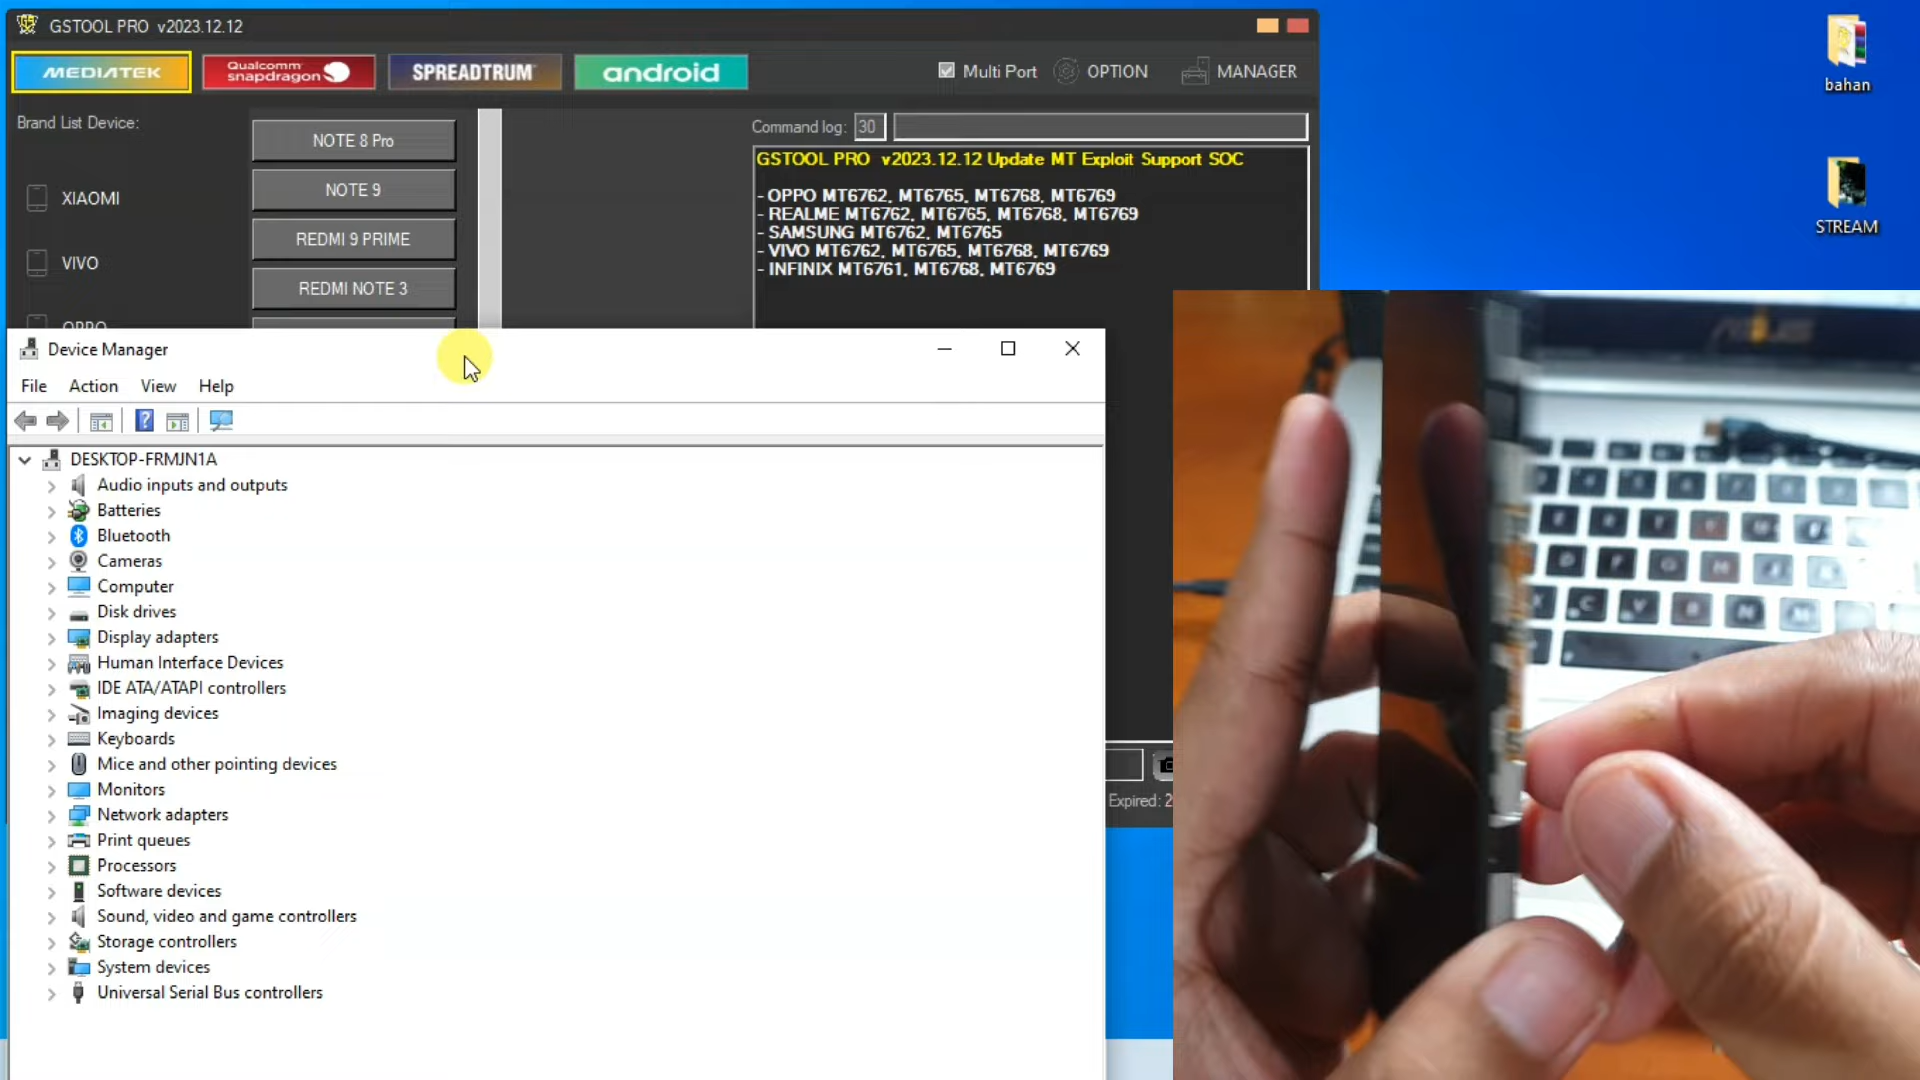 GSTOOL PRO v2023.12.12
MEDIATEK
Qualcomm
snapdragon
SPREADTRUM
android
Multi Port
OPTION
MANAGER
bahan
STREAM
Brand List Device:
XIAOMI
VIVO
OPPO
NOTE 8 Pro
NOTE 9
REDMI 9 PRIME
REDMI NOTE 3
Command log:
30
GSTOOL PRO v2023.12.12 Update MT Exploit Support SOC
- OPPO MT6762, MT6765, MT6768, MT6769
- REALME MT6762, MT6765, MT6768, MT6769
- SAMSUNG MT6762, MT6765
- VIVO MT6762, MT6765, MT6768, MT6769
- INFINIX MT6761, MT6768, MT6769
Expired: 2
Device Manager
File Action View Help
DESKTOP-FRMJN1A
Audio inputs and outputs
Batteries
Bluetooth
Cameras
Computer
Disk drives
Display adapters
Human Interface Devices
IDE ATA/ATAPI controllers
Imaging devices
Keyboards
Mice and other pointing devices
Monitors
Network adapters
Print queues
Processors
Software devices
Sound, video and game controllers
Storage controllers
System devices
Universal Serial Bus controllers